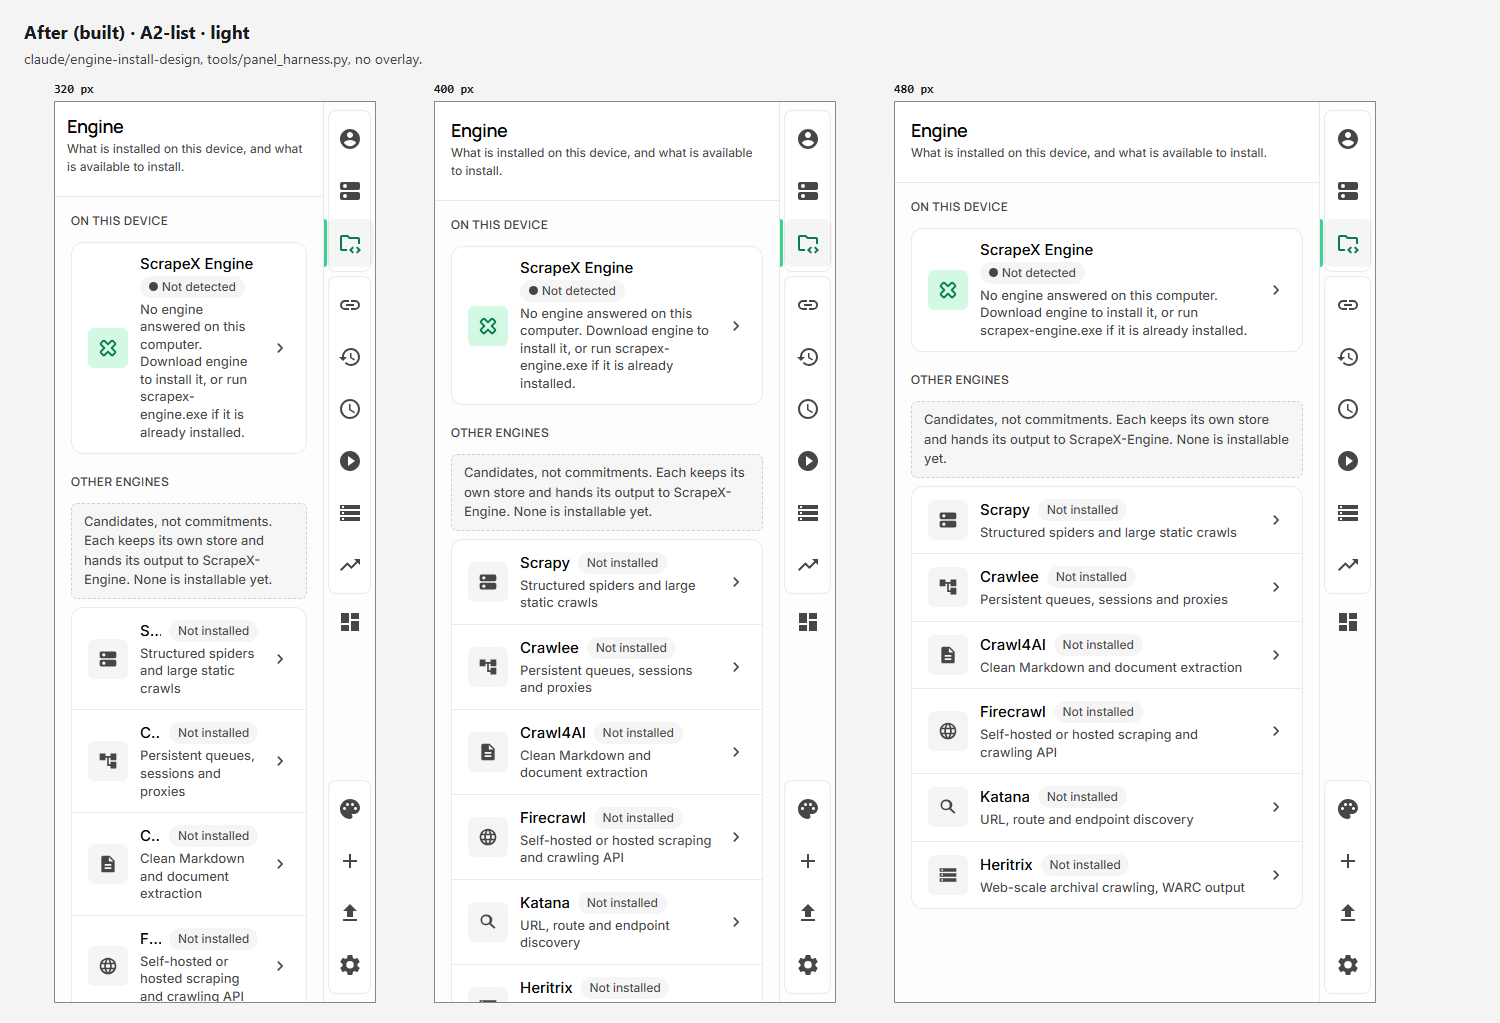 After (built) · A2-list · light
claude/engine-install-design, tools/panel_harness.py, no overlay.
320 px
Engine
What is installed on this device, and what
is available to install.
ON THIS DEVICE
ScrapeX Engine
Not detected
No engine
answered on this
computer.
Download engine
to install it, or run
scrapex-
engine.exe if it is
already installed.
OTHER ENGINES
Candidates, not commitments.
Each keeps its own store and
hands its output to ScrapeX-
Engine. None is installable yet.
S... Not installed
Structured spiders
and large static
crawls
C.. Not installed
Persistent queues,
sessions and
proxies
C.. Not installed
Clean Markdown
and document
extraction
F... Not installed
Self-hosted or
hosted scraping
and crawling API
400 px
Engine
What is installed on this device, and what is available
to install.
ON THIS DEVICE
ScrapeX Engine
Not detected
No engine answered on this
computer. Download engine to
install it, or run scrapex-
engine.exe if it is already
installed.
OTHER ENGINES
Candidates, not commitments. Each keeps its
own store and hands its output to ScrapeX-
Engine. None is installable yet.
Scrapy Not installed
Structured spiders and large
static crawls
Crawlee Not installed
Persistent queues, sessions
and proxies
Crawl4AI Not installed
Clean Markdown and
document extraction
Firecrawl Not installed
Self-hosted or hosted scraping
and crawling API
Katana Not installed
URL, route and endpoint
discovery
Heritrix Not installed
480 px
Engine
What is installed on this device, and what is available to install.
ON THIS DEVICE
ScrapeX Engine
Not detected
No engine answered on this computer.
Download engine to install it, or run
scrapex-engine.exe if it is already installed.
OTHER ENGINES
Candidates, not commitments. Each keeps its own store
and hands its output to ScrapeX-Engine. None is installable
yet.
Scrapy Not installed
Structured spiders and large static crawls
Crawlee Not installed
Persistent queues, sessions and proxies
Crawl4AI Not installed
Clean Markdown and document extraction
Firecrawl Not installed
Self-hosted or hosted scraping and
crawling API
Katana Not installed
URL, route and endpoint discovery
Heritrix Not installed
Web-scale archival crawling, WARC output